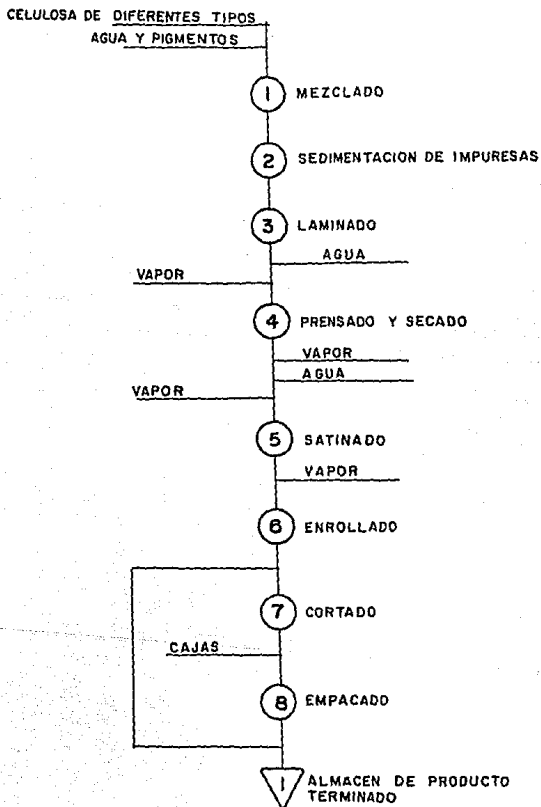 CELULOSA DE DIFERENTES TIPOS
AGUA Y PIGMENTOS
1 MEZCLADO
2 SEDIMENTACION DE IMPURESAS
3 LAMINADO
AGUA
VAPOR
4 PRENSADO Y SECADO
VAPOR
AGUA
VAPOR
5 SATINADO
VAPOR
6 ENROLLADO
7 CORTADO
CAJAS
8 EMPACADO
1 ALMACEN DE PRODUCTO
TERMINADO